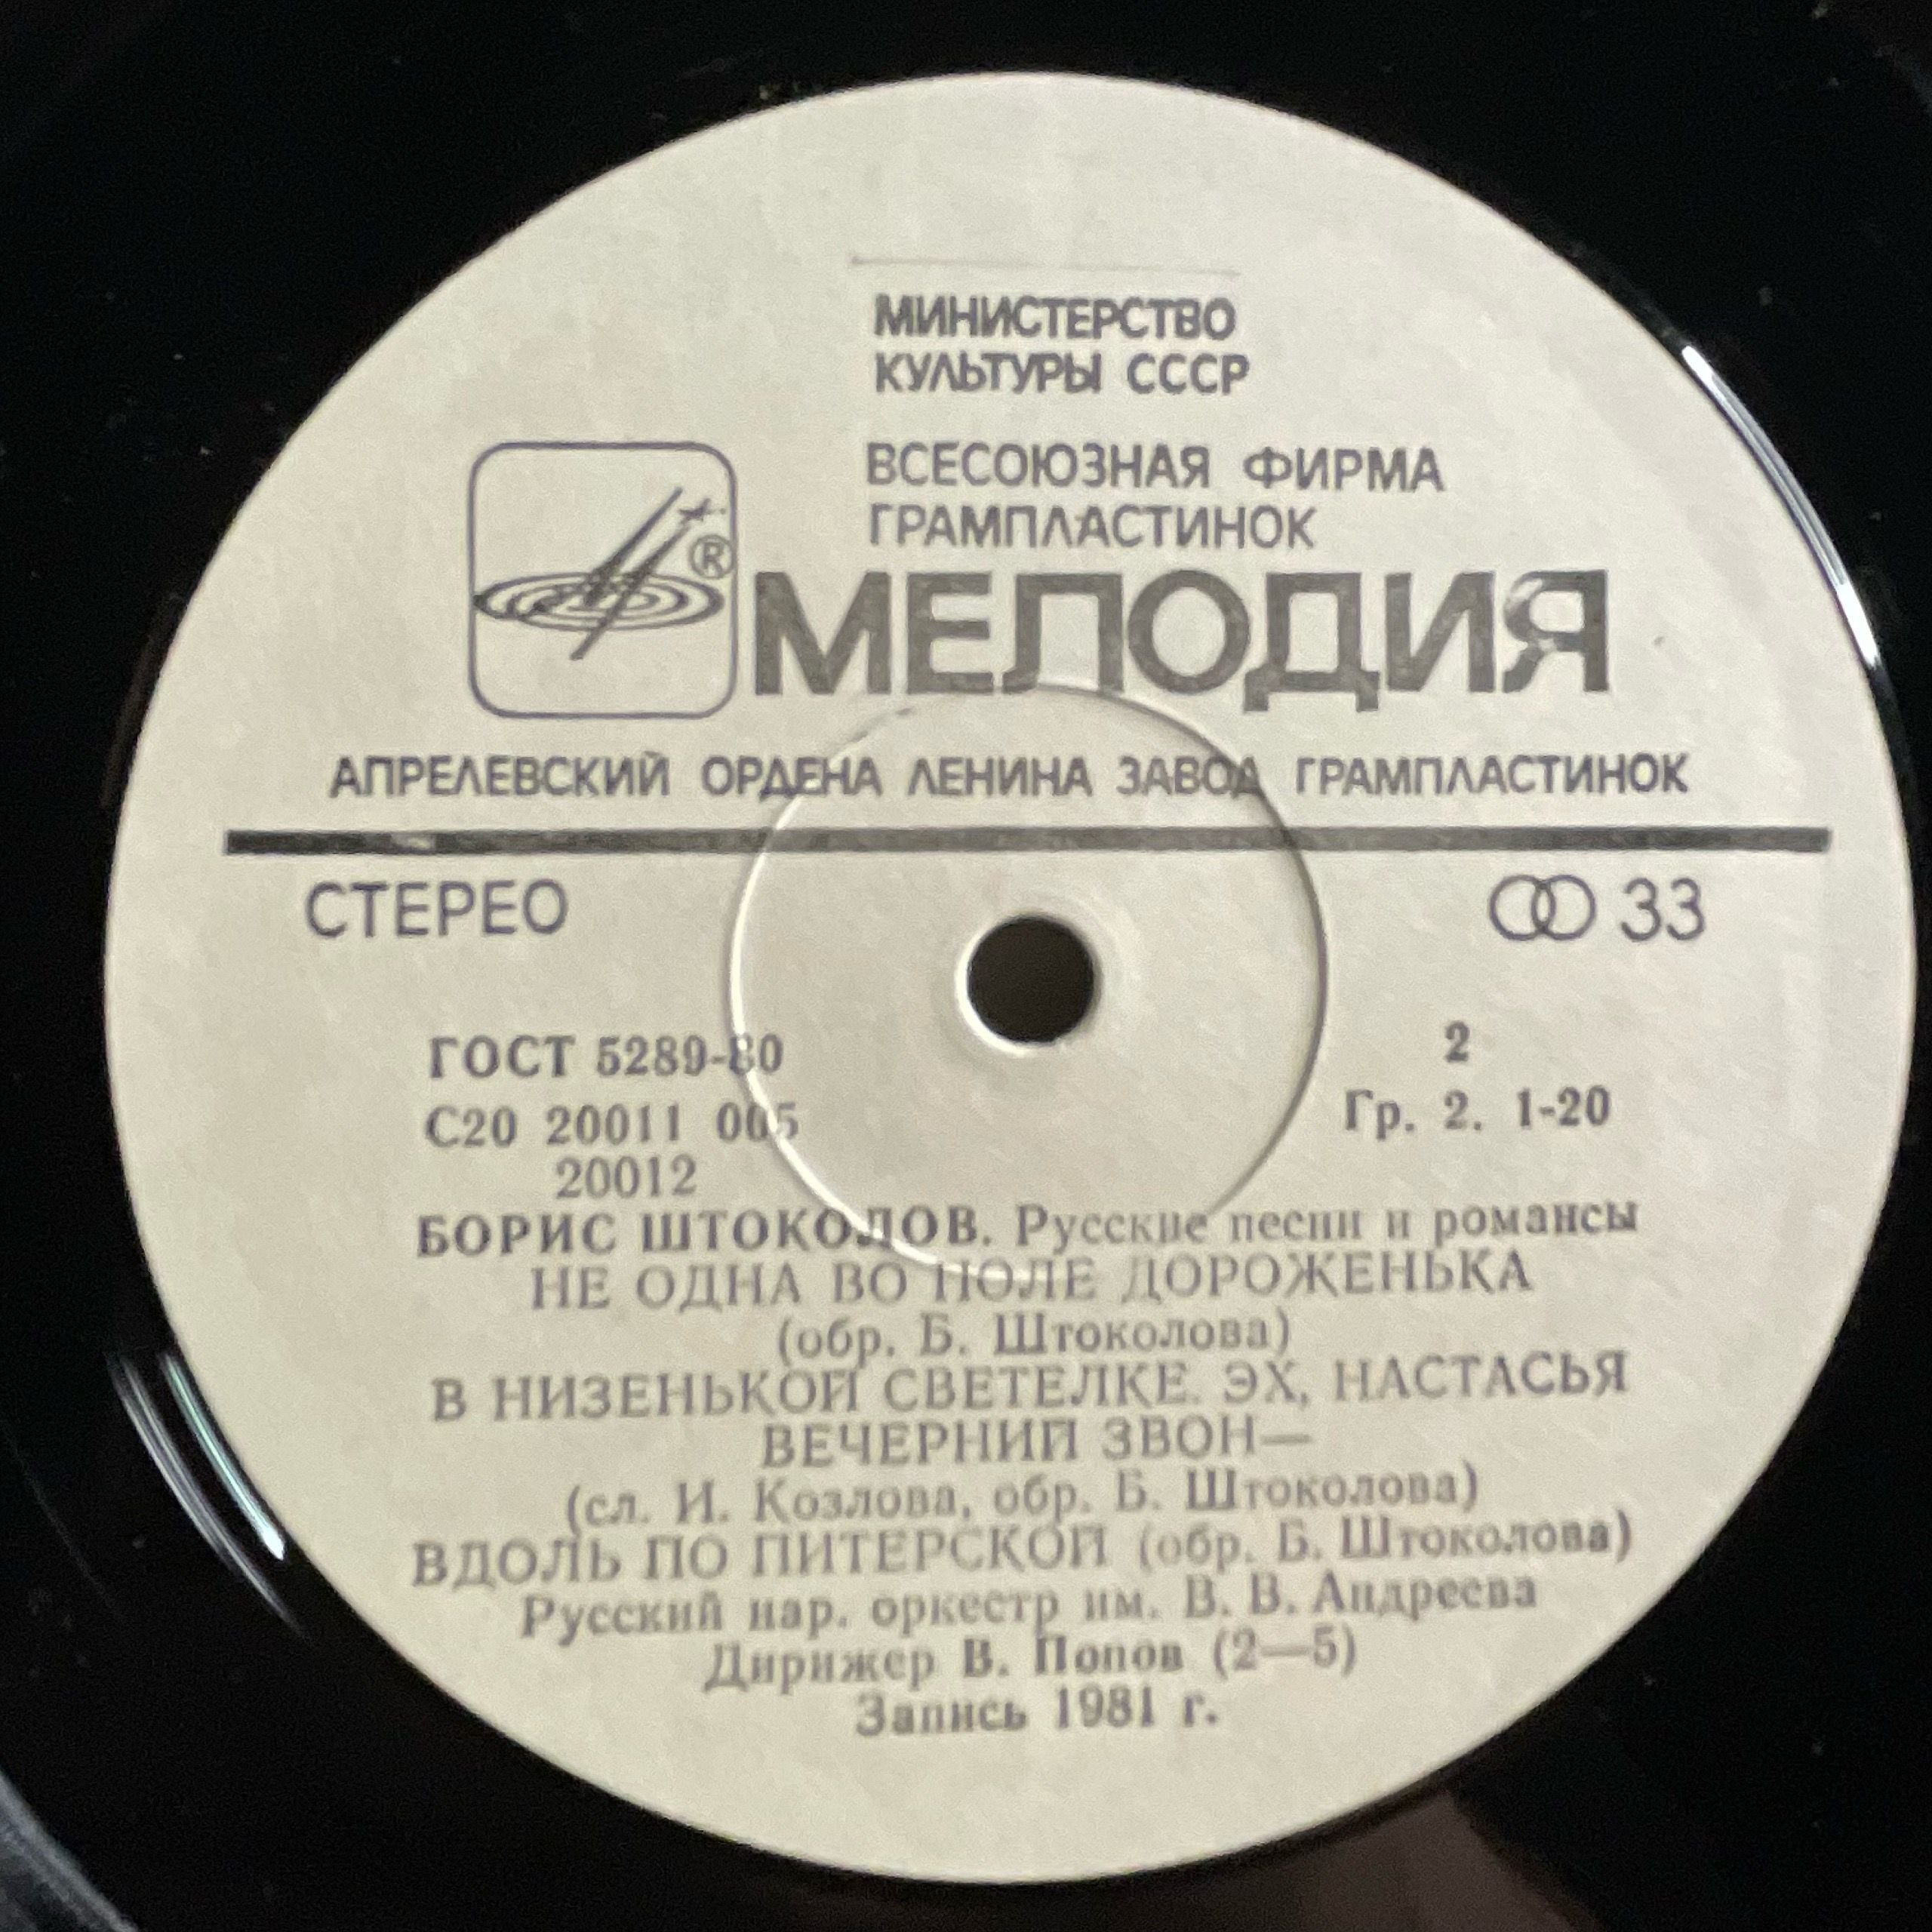 МИНИСТЕРСТВО
КУЛЬТУРЫ СССР
ВСЕСОЮЗНАЯ ФИРМА
ГРАМПЛАСТИНОК
®
МЕЛОДИЯ
АПРЕЛЕВСКИЙ ОРДЕНА ЛЕНИНА ЗАВОД ГРАМПЛАСТИНОК
СТЕРЕО
33
ГОСТ 5289-80
2
С20 20011 005
Гр. 2. 1-20
20012
БОРИС ШТОКОЛОВ. Русские песни и романсы
НЕ ОДНА ВО ПОЛЕ ДОРОЖЕНЬКА
(обр. Б. Штоколова)
В НИЗЕНЬКОЙ СВЕТЕЛКЕ. ЭХ, НАСТАСЬЯ
ВЕЧЕРНИЙ ЗВОН—
(сл. И. Козлова, обр. Б. Штоколова)
ВДОЛЬ ПО ПИТЕРСКОЙ (обр. Б. Штоколова)
Русский нар. оркестр им. В. В. Андреева
Дирижер В. Попов (2—5)
Запись 1981 г.